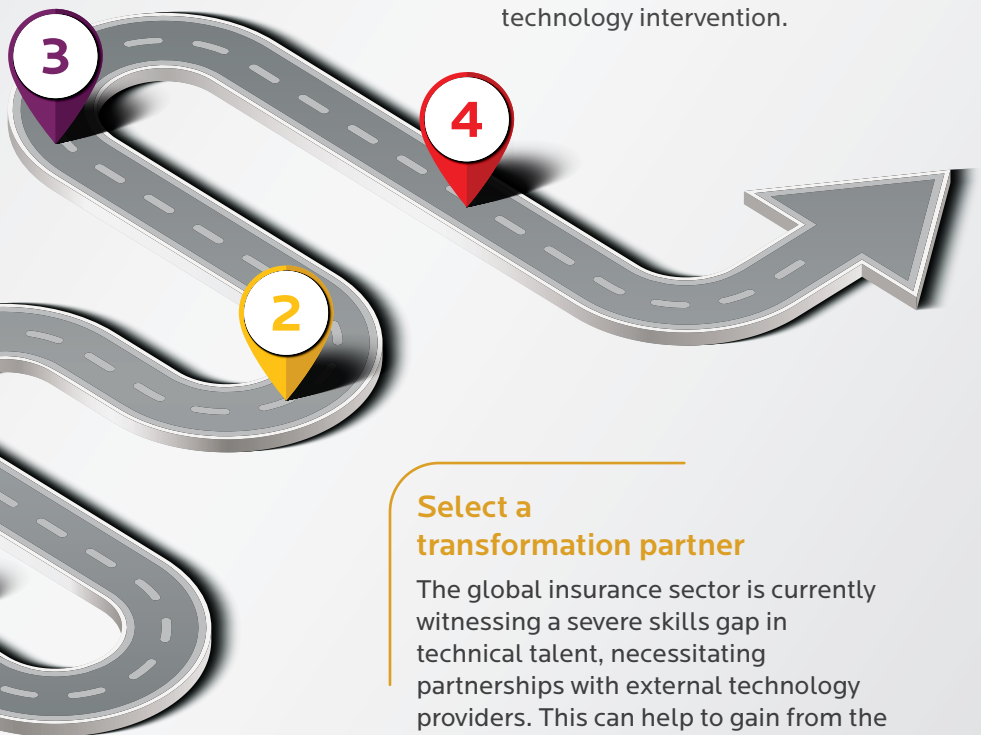 technology intervention.
3
4
2
Select a
transformation partner
The global insurance sector is currently
witnessing a severe skills gap in
technical talent, necessitating
partnerships with external technology
providers. This can help to gain from the